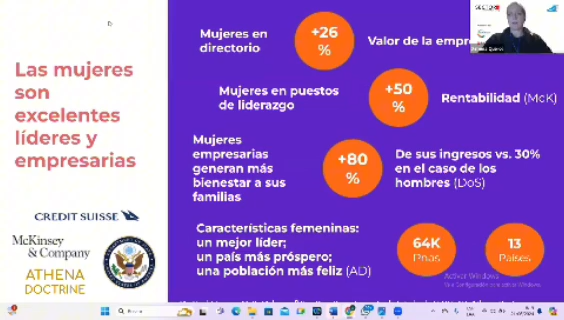 Las mujeres
son
excelentes
líderes y
empresarias
CREDIT SUISSE
McKinsey
& Company
ATHENA
DOCTRINE
Mujeres en
directorio
+26
%
Valor de la
Mujeres en puestos
de liderazgo
+50
%
Rentabilidad (McK)
Mujeres
empresarias
generan más
bienestar a sus
familias
+80
%
De sus ingresos vs. 30%
en el caso de los
hombres (DoS)
Características femeninas:
un mejor líder;
un país más próspero;
una población más feliz (AD)
64K
Pnas
13
Países
Activar Windows